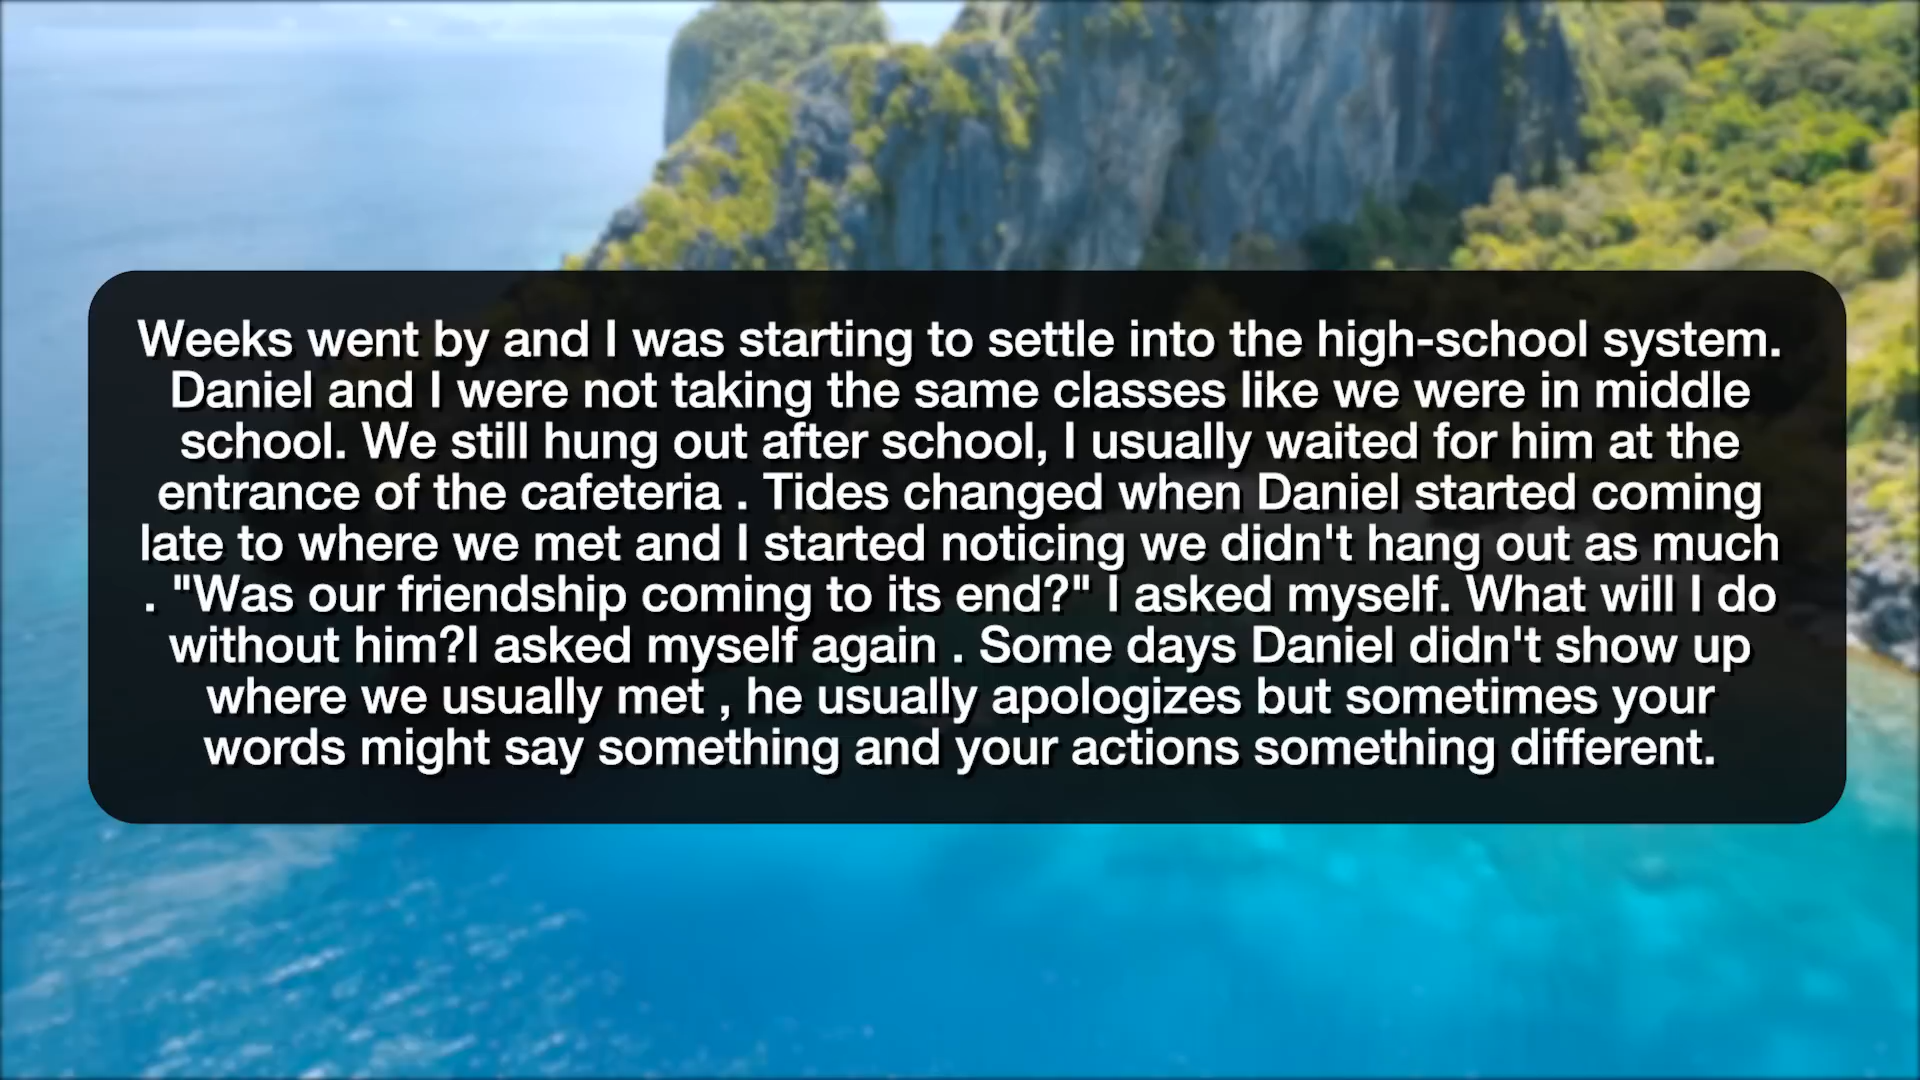 Weeks went by and I was starting to settle into the high-school system.
Daniel and I were not taking the same classes like we were in middle
school. We still hung out after school, I usually waited for him at the
entrance of the cafeteria . Tides changed when Daniel started coming
late to where we met and I started noticing we didn't hang out as much
. "Was our friendship coming to its end?" I asked myself. What will I do
without him?I asked myself again . Some days Daniel didn't show up
where we usually met , he usually apologizes but sometimes your
words might say something and your actions something different.